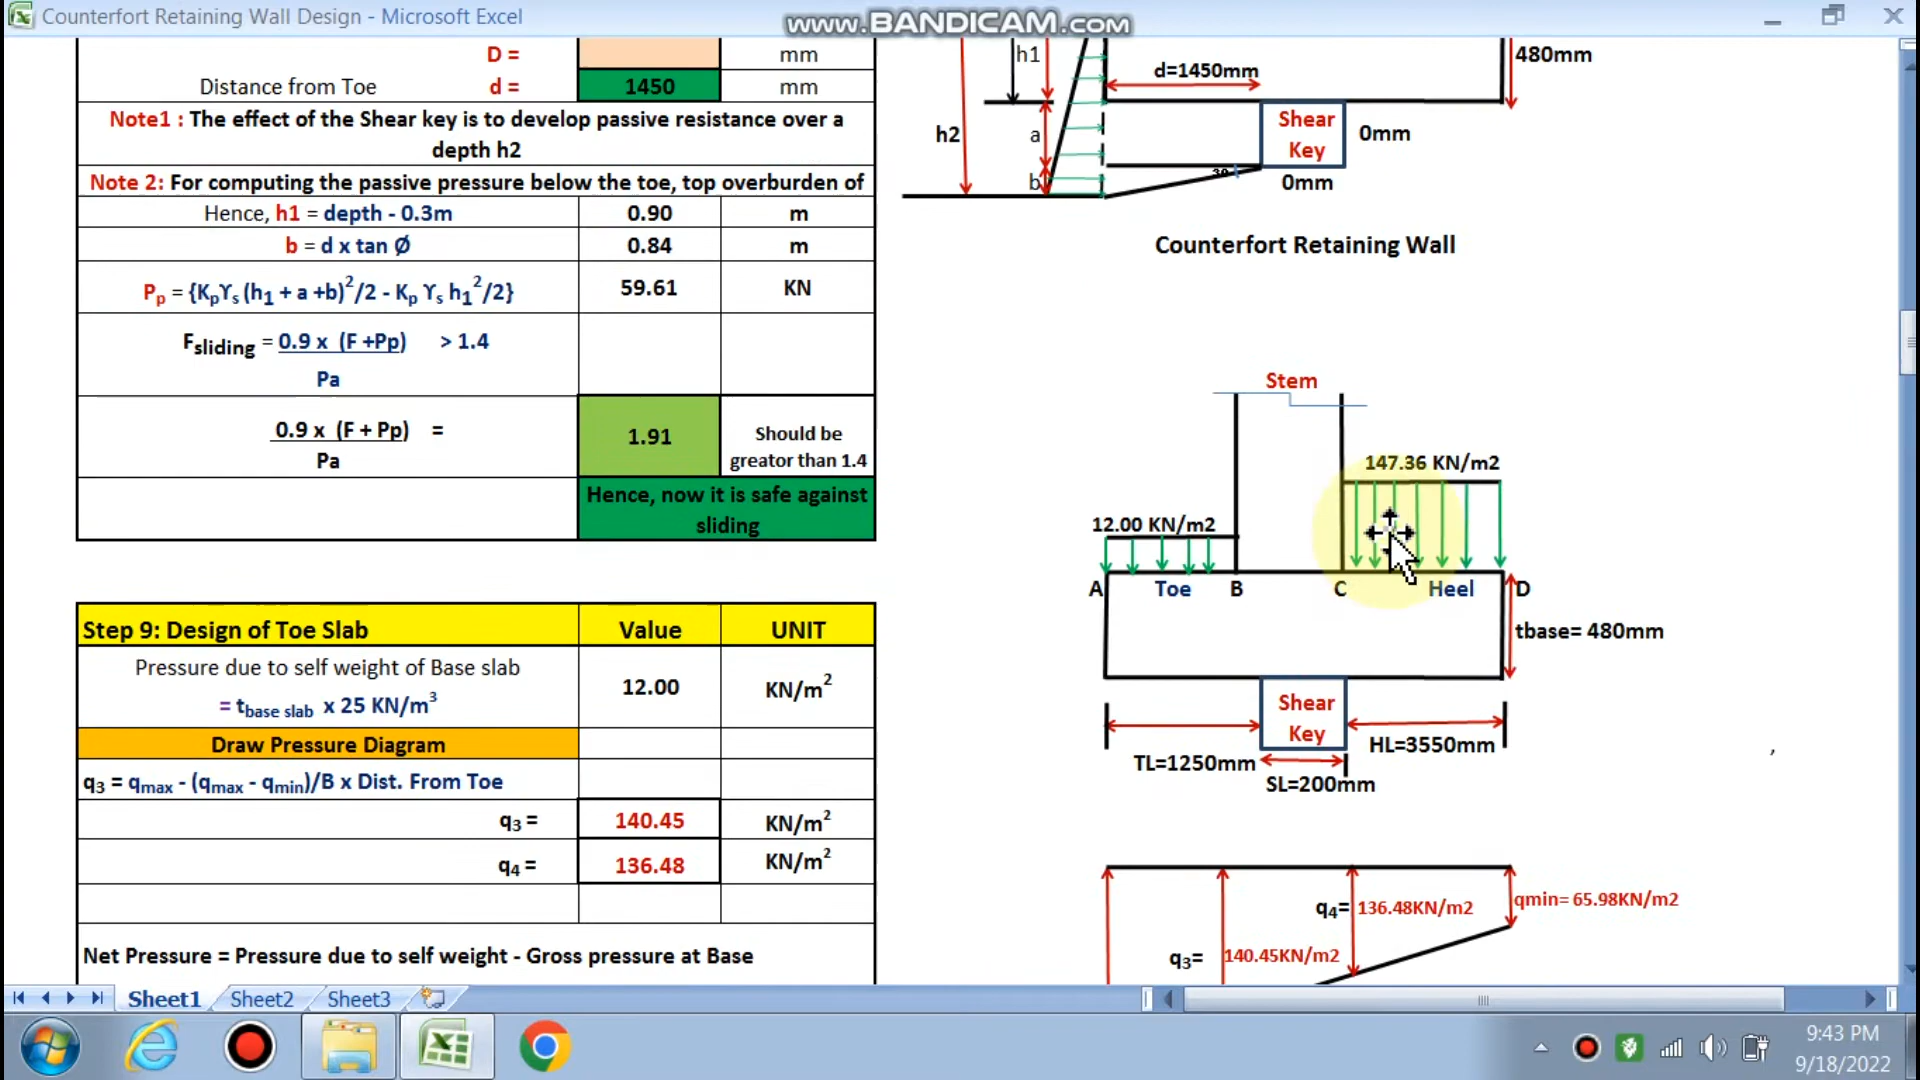 Counterfort Retaining Wall Design - Microsoft Excel
www.BANDICAM.com
D = mm
Distance from Toe d = 1450 mm
Note1 : The effect of the Shear key is to develop passive resistance over a
depth h2
Note 2: For computing the passive pressure below the toe, top overburden of
Hence, h1 = depth - 0.3m 0.90 m
b = d x tan Ø 0.84 m
Pp = {Kpϒs (h1 + a +b)²/2 - Kp ϒs h1²/2} 59.61 KN
Fsliding = 0.9 x (F +Pp) > 1.4
Pa
0.9 x (F + Pp) = 1.91 Should be
greator than 1.4
Pa
Hence, now it is safe against
sliding
Step 9: Design of Toe Slab Value UNIT
Pressure due to self weight of Base slab
= tbase slab x 25 KN/m³ 12.00 KN/m²
Draw Pressure Diagram
q3 = qmax - (qmax - qmin)/B x Dist. From Toe
q3 = 140.45 KN/m²
q4 = 136.48 KN/m²
Net Pressure = Pressure due to self weight - Gross pressure at Base
h1
480mm
d=1450mm
h2
a
Shear
Key
0mm
b
30
0mm
Counterfort Retaining Wall
Stem
147.36 KN/m2
12.00 KN/m2
A Toe B C Heel D
tbase= 480mm
Shear
Key
TL=1250mm
HL=3550mm
SL=200mm
,
q4= 136.48KN/m2
qmin= 65.98KN/m2
q3= 140.45KN/m2
Sheet1 Sheet2 Sheet3
9:43 PM
9/18/2022